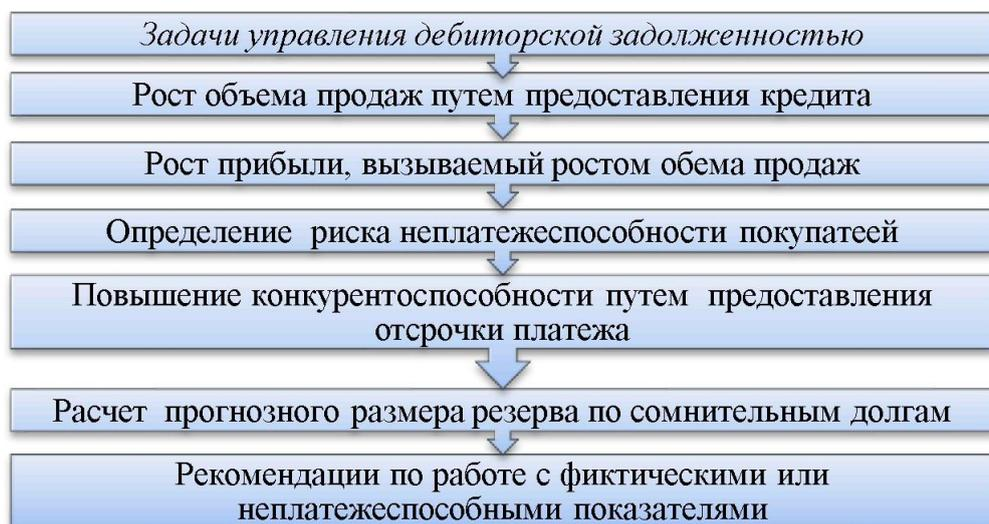 Задачи управления дебиторской задолженностью
Рост объема продаж путем предоставления кредита
Рост прибыли, вызываемый ростом обема продаж
Определение риска неплатежеспособности покупатеей
Повышение конкурентоспособности путем предоставления
отсрочки платежа
Расчет прогнозного размера резерва по сомнительным долгам
Рекомендации по работе с фиктическими или
неплатежеспособными показателями